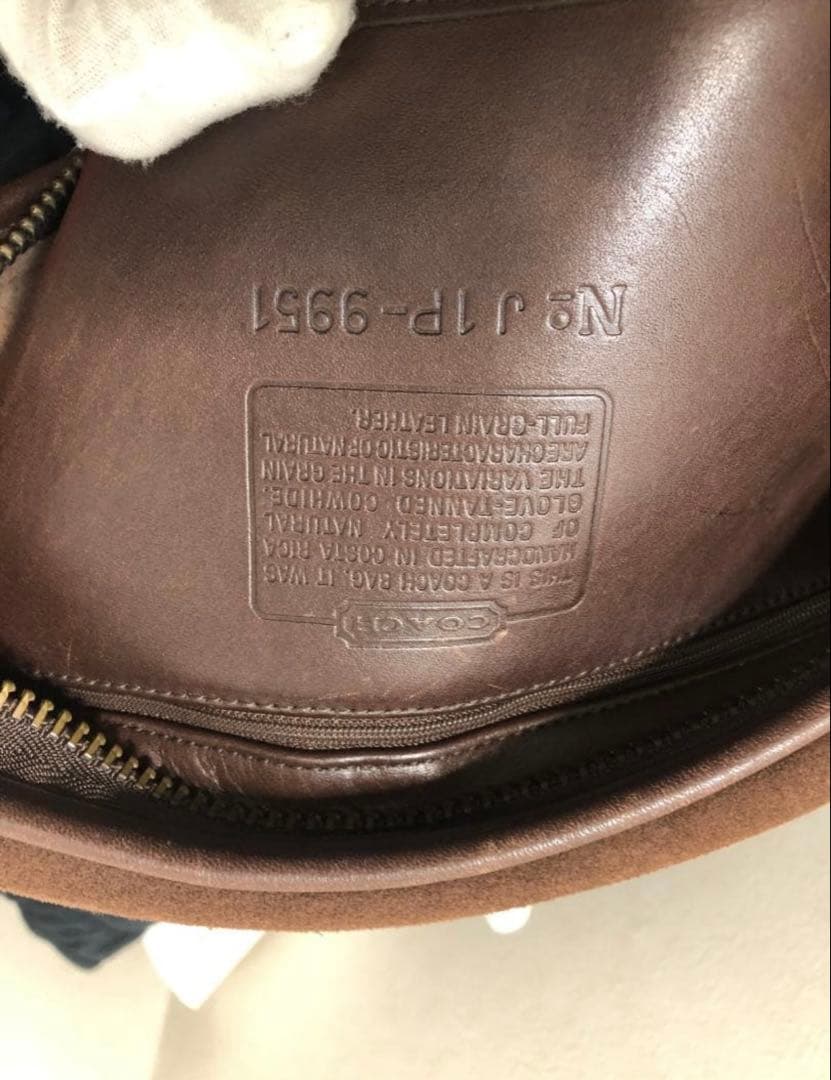 COACH
THIS IS A COACH BAG. IT WAS
HANDCRAFTED IN COSTA RICA
OF COMPLETELY NATURAL
GLOVE-TANNED COWHIDE.
THE VARIATIONS IN THE GRAIN
ARE CHARACTERISTIC OF NATURAL
FULL-GRAIN LEATHER.
No J1P-9951